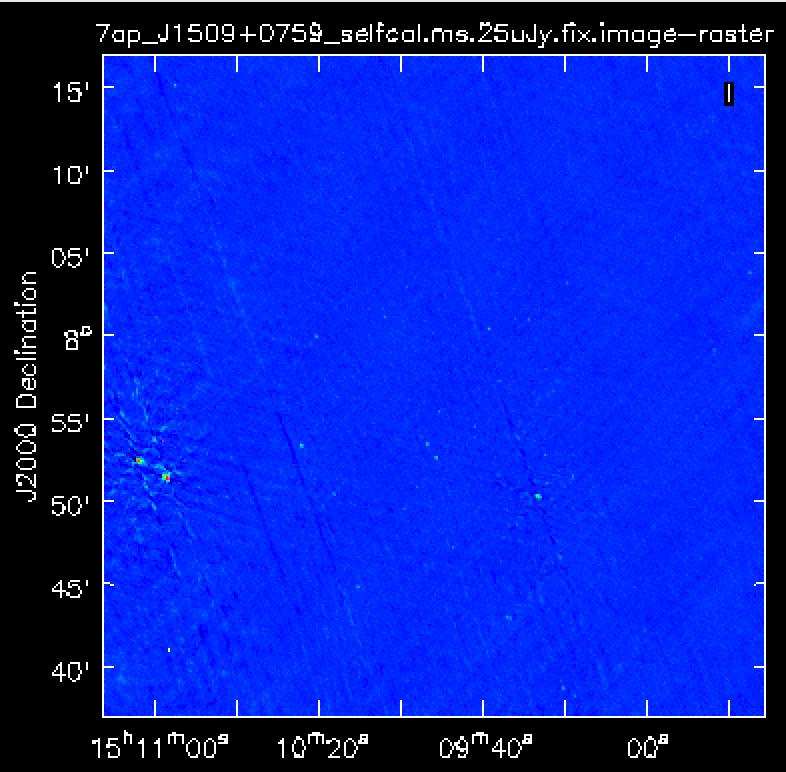 7ap_J1509+0759_selfcal.ms.25uJy.fix.image-raster
I
15'
10'
05'
8°
55'
50'
45'
40'
J2000 Declination
15ʰ11ᵐ00ˢ 10ᵐ20ˢ 09ᵐ40ˢ 00ˢ